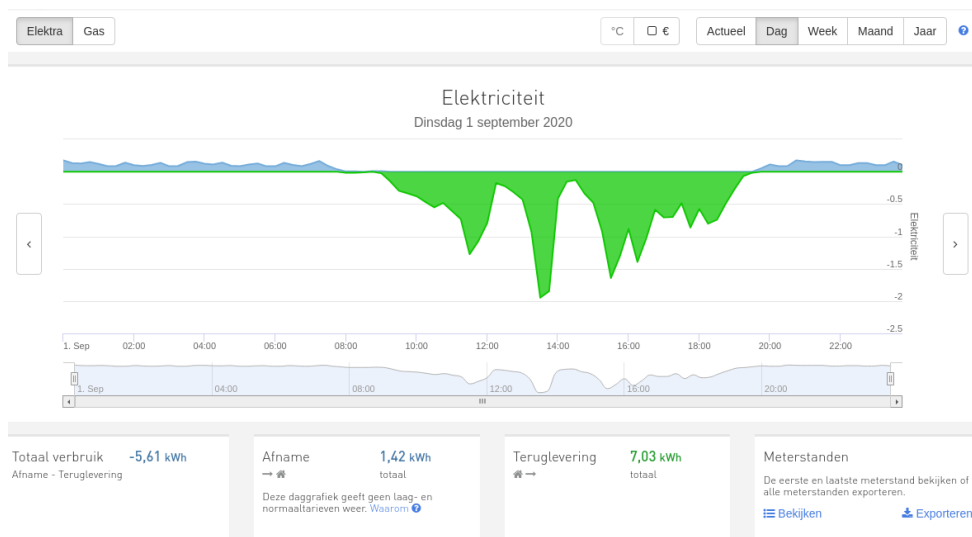 Elektra Gas °C € Actueel Dag Week Maand Jaar
Elektriciteit
Dinsdag 1 september 2020
0
-0.5
-1
-1.5
-2
-2.5
Elektriciteit
1. Sep 02:00 04:00 06:00 08:00 10:00 12:00 14:00 16:00 18:00 20:00 22:00
1. Sep 04:00 08:00 12:00 16:00 20:00
Totaal verbruik -5,61 kWh
Afname - Teruglevering
Afname 1,42 kWh
totaal
Deze daggrafiek geeft geen laag- en
normaaltarieven weer. Waarom
Teruglevering 7,03 kWh
totaal
Meterstanden
De eerste en laatste meterstand bekijken of
alle meterstanden exporteren.
Bekijken Exporteren